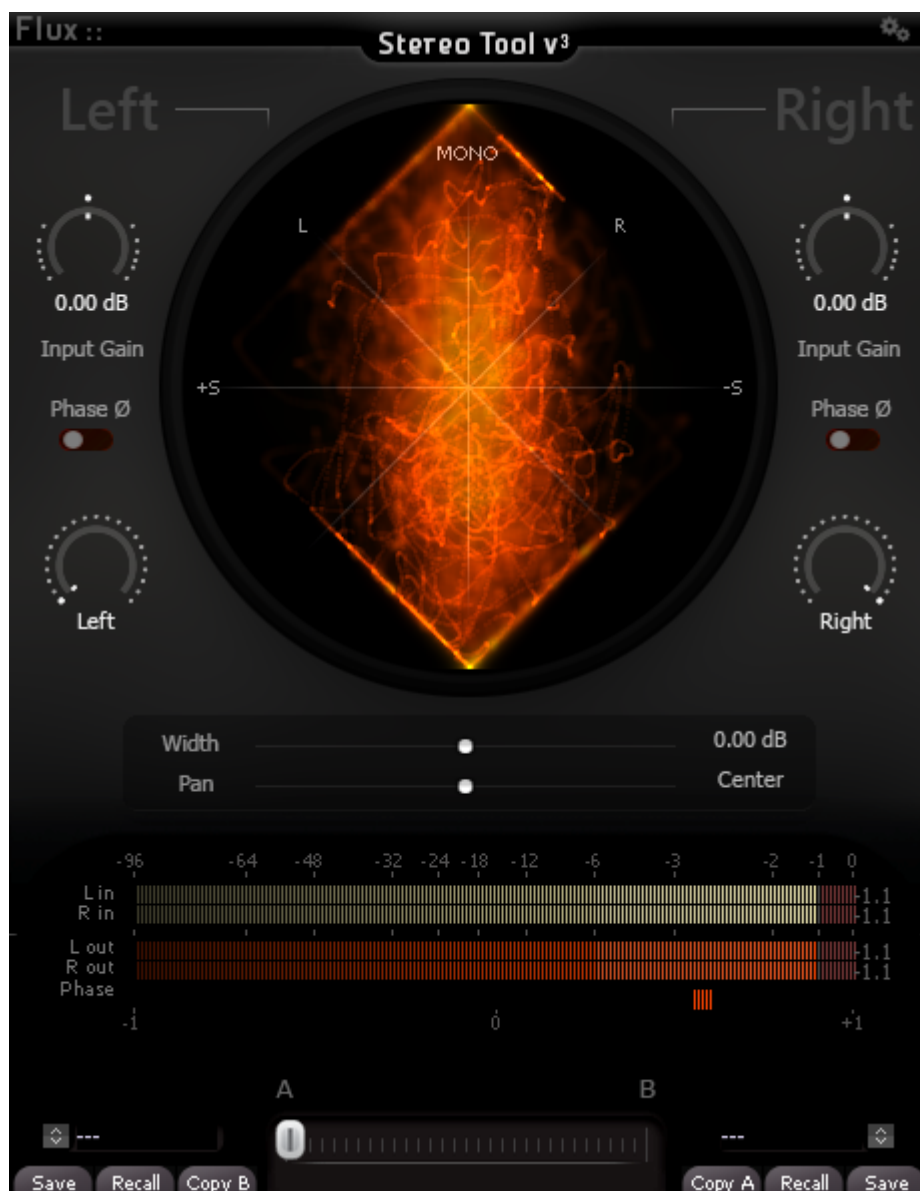 Flux ::
Stereo Tool v3
Left
Right
MONO
L
R
+S
-S
0.00 dB
0.00 dB
Input Gain
Input Gain
Phase Ø
Phase Ø
Left
Right
Width
0.00 dB
Pan
Center
-96 -64 -48 -32 -24 -18 -12 -6 -3 -2 -1 0
L in -1.1
R in -1.1
L out -1.1
R out -1.1
Phase
-1 0 +1
A
B
---
---
Save Recall Copy B
Copy A Recall Save